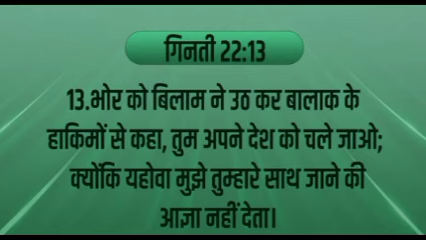 गिनती 22:13
13.भोर को बिलाम ने उठ कर बालाक के
हाकिमों से कहा, तुम अपने देश को चले जाओ;
क्योंकि यहोवा मुझे तुम्हारे साथ जाने की
आज्ञा नहीं देता।